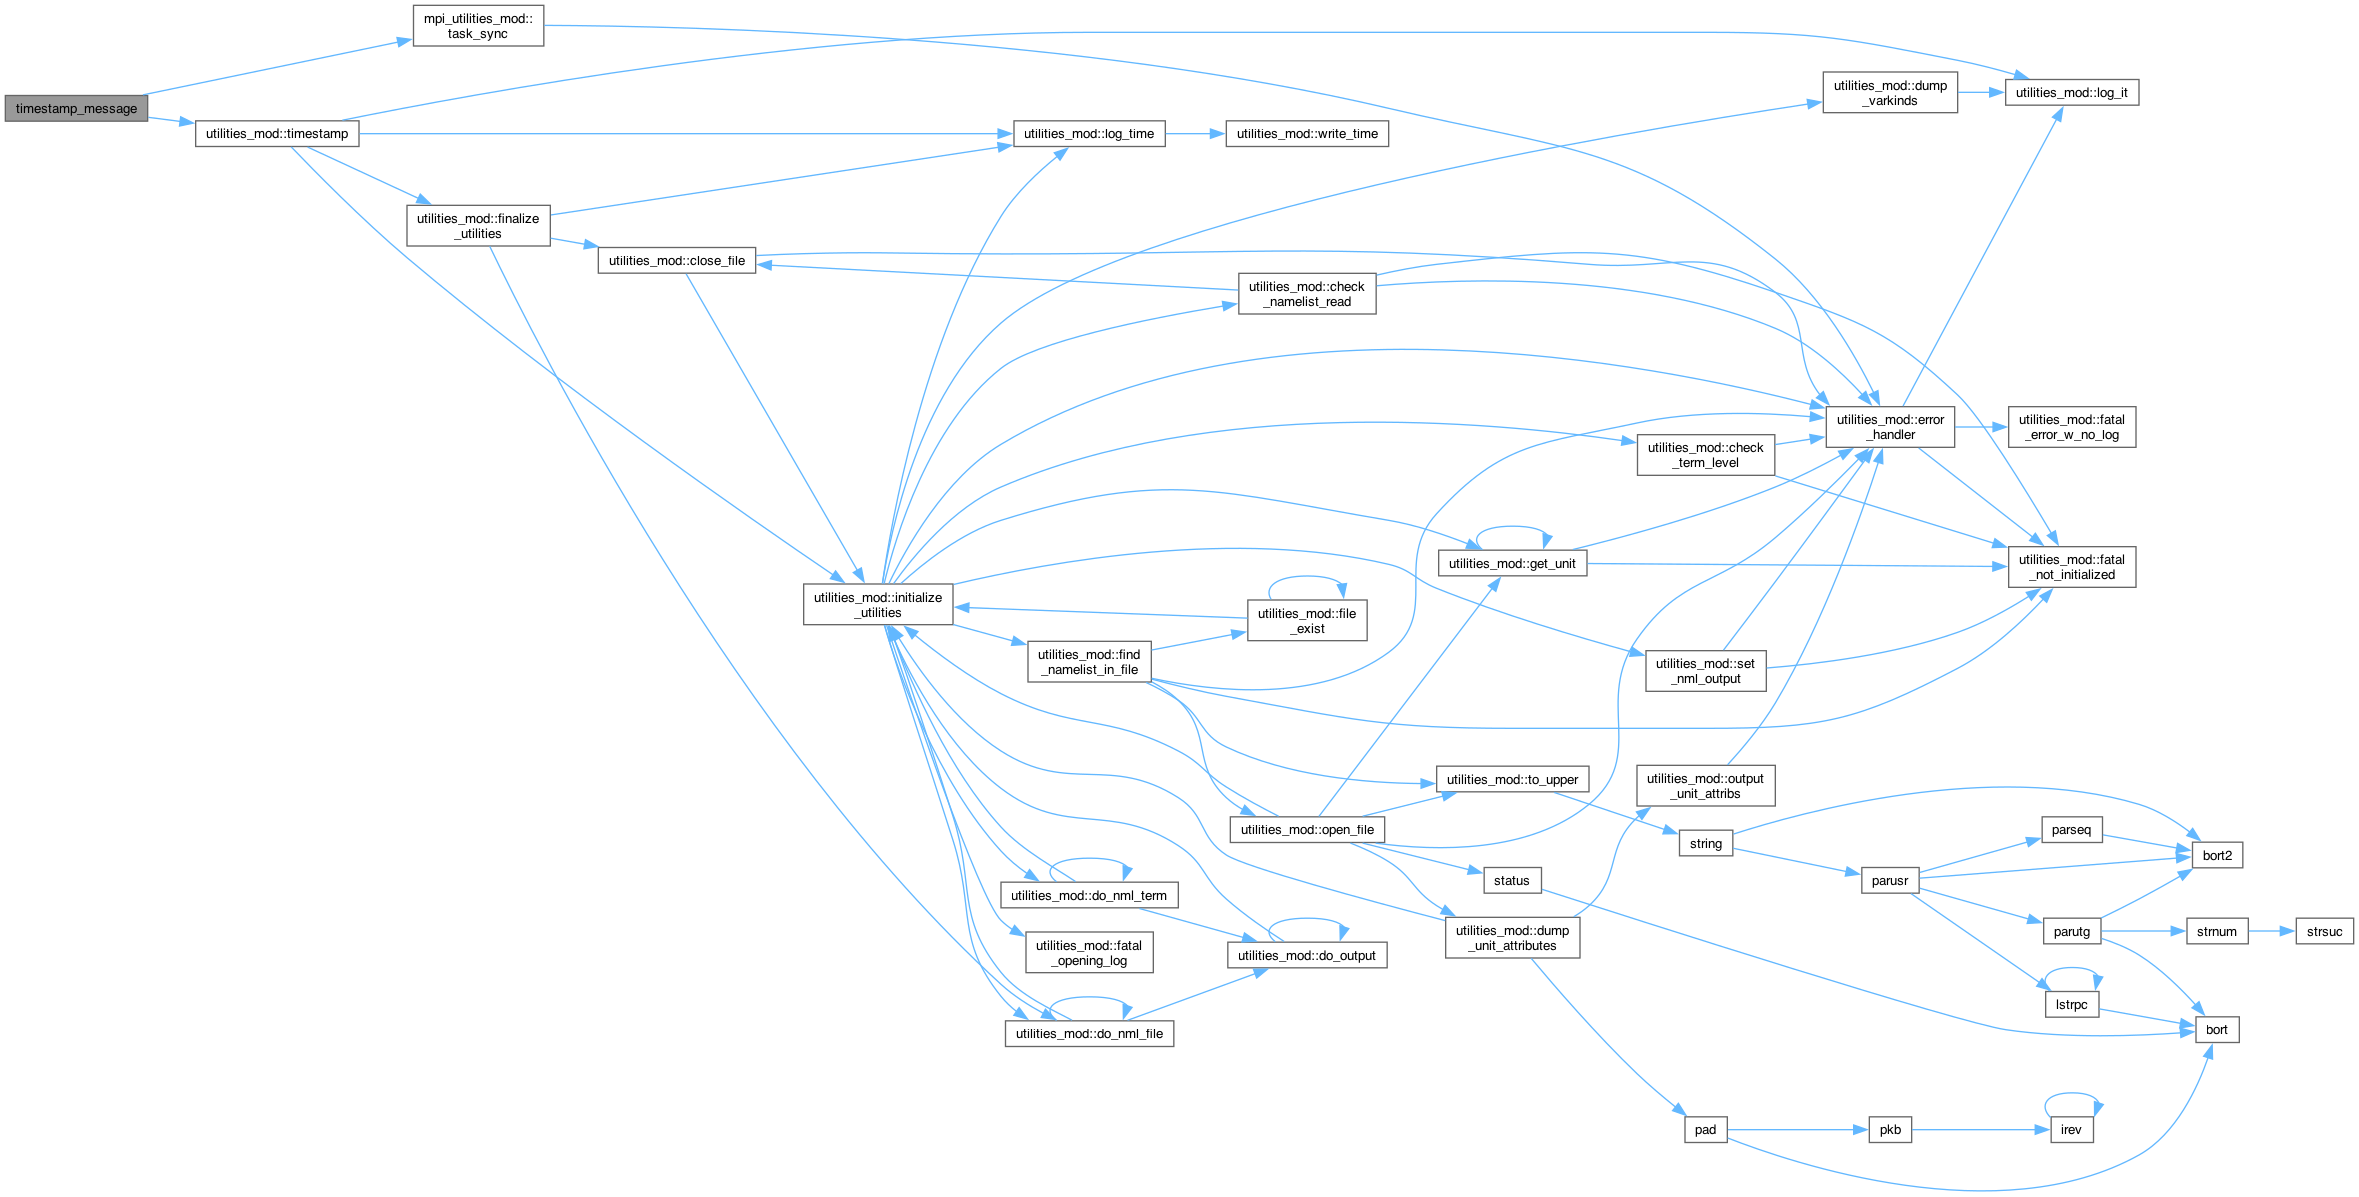 mpi_utilities_mod::
task_sync
timestamp_message
utilities_mod::timestamp
utilities_mod::finalize
_utilities
utilities_mod::close_file
utilities_mod::initialize
_utilities
utilities_mod::log_time
utilities_mod::write_time
utilities_mod::check
_namelist_read
utilities_mod::dump
_varkinds
utilities_mod::log_it
utilities_mod::error
_handler
utilities_mod::fatal
_error_w_no_log
utilities_mod::check
_term_level
utilities_mod::fatal
_not_initialized
utilities_mod::get_unit
utilities_mod::file
_exist
utilities_mod::find
_namelist_in_file
utilities_mod::set
_nml_output
utilities_mod::to_upper
utilities_mod::output
_unit_attribs
utilities_mod::open_file
string
parseq
bort2
status
parusr
utilities_mod::do_nml_term
utilities_mod::dump
_unit_attributes
parutg
strnum
strsuc
utilities_mod::fatal
_opening_log
utilities_mod::do_output
lstrpc
utilities_mod::do_nml_file
bort
pad
pkb
irev